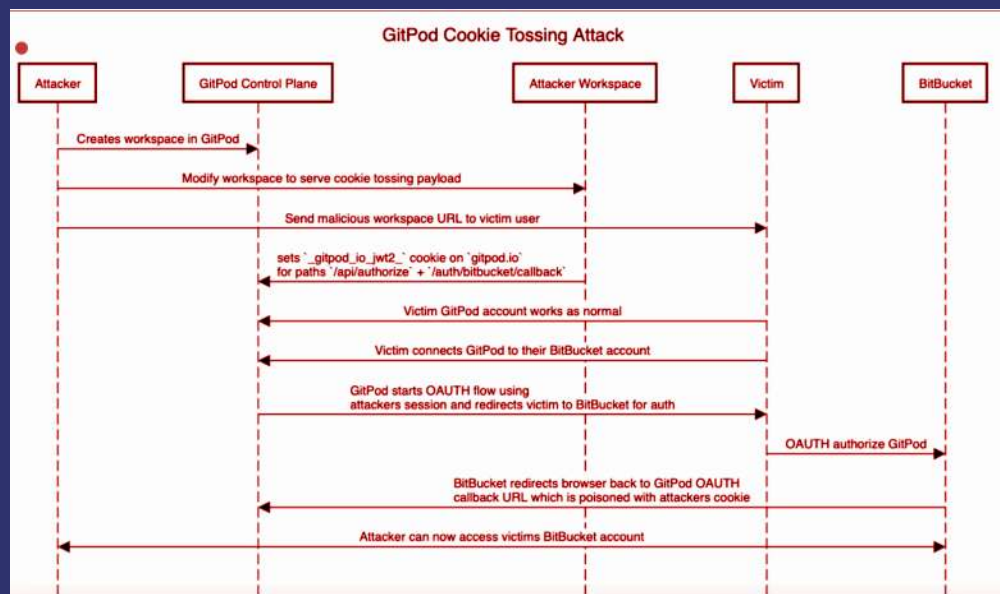 GitPod Cookie Tossing Attack
Attacker
GitPod Control Plane
Attacker Workspace
Victim
BitBucket
Creates workspace in GitPod
Modify workspace to serve cookie tossing payload
Send malicious workspace URL to victim user
sets `_gitpod_io_jwt2_` cookie on `gitpod.io`
for paths `/api/authorize` + `/auth/bitbucket/callback`
Victim GitPod account works as normal
Victim connects GitPod to their BitBucket account
GitPod starts OAUTH flow using
attackers session and redirects victim to BitBucket for auth
OAUTH authorize GitPod
BitBucket redirects browser back to GitPod OAUTH
callback URL which is poisoned with attackers cookie
Attacker can now access victims BitBucket account